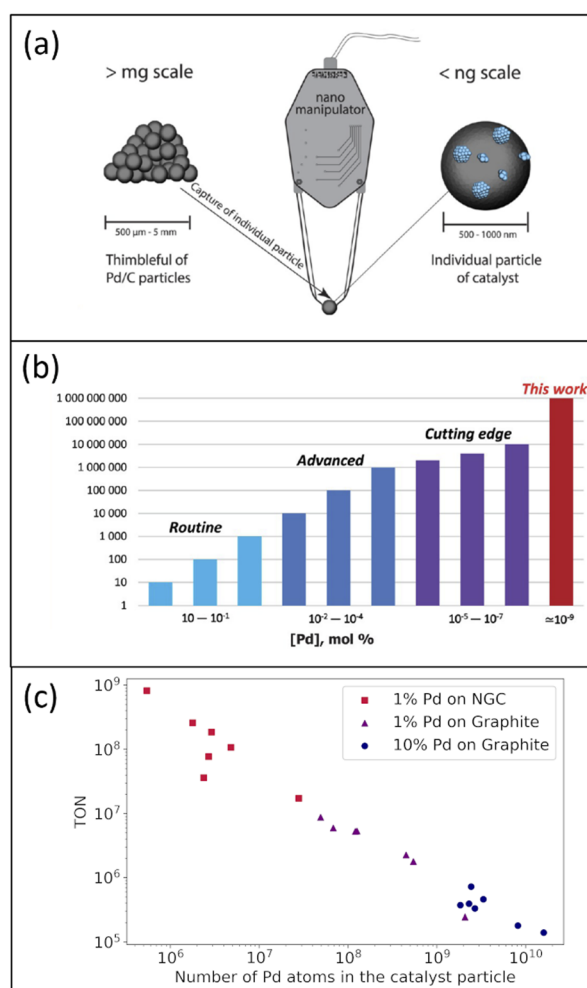 (a)
> mg scale
< ng scale
nano
manipulator
Capture of individual particle
500 μm - 5 mm
500 - 1000 nm
Thimbleful of
Pd/C particles
Individual particle
of catalyst
(b)
This work
1 000 000 000
100 000 000
10 000 000
1 000 000
100 000
10 000
1 000
100
10
1
Routine
Advanced
Cutting edge
10 — 10⁻¹
10⁻² — 10⁻⁴
10⁻⁵ — 10⁻⁷
≃10⁻⁹
[Pd], mol %
(c)
TON
10⁹
10⁸
10⁷
10⁶
10⁵
1% Pd on NGC
1% Pd on Graphite
10% Pd on Graphite
10⁶ 10⁷ 10⁸ 10⁹ 10¹⁰
Number of Pd atoms in the catalyst particle